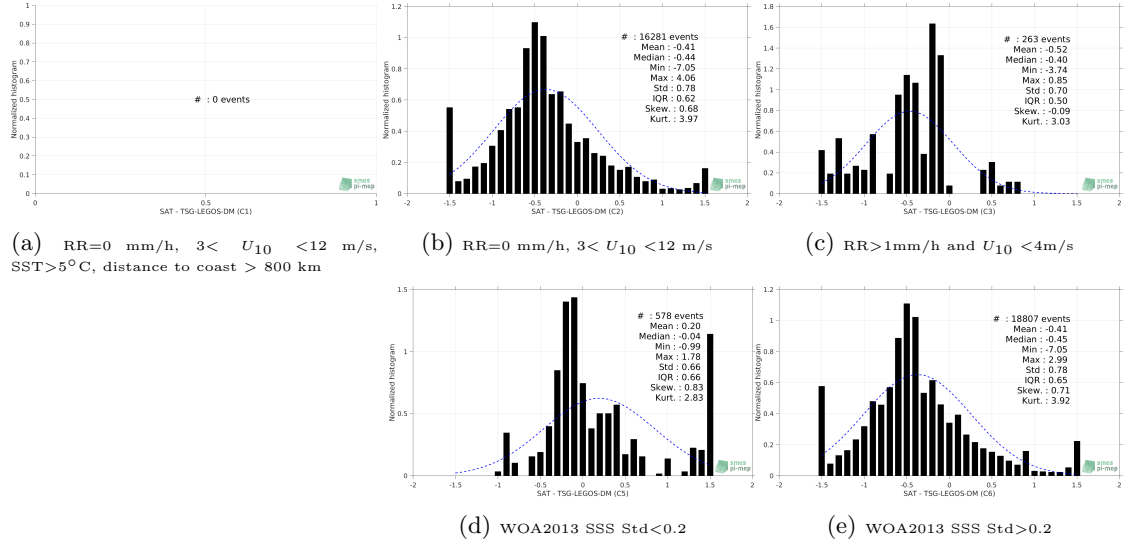 1
0.9
0.8
0.7
0.6
0.5
0.4
0.3
0.2
0.1
0
Normalized histogram
# : 0 events
0 0.5 1
SAT - TSG-LEGOS-DM (C1)
smos
pi-mep
(a) RR=0 mm/h, 3< U10 <12 m/s,
SST>5°C, distance to coast > 800 km
1.2
1
0.8
0.6
0.4
0.2
0
Normalized histogram
# : 16281 events
Mean : -0.41
Median : -0.44
Min : -7.05
Max : 4.06
Std : 0.78
IQR : 0.62
Skew. : 0.68
Kurt. : 3.97
-2 -1.5 -1 -0.5 0 0.5 1 1.5 2
SAT - TSG-LEGOS-DM (C2)
smos
pi-mep
(b) RR=0 mm/h, 3< U10 <12 m/s
1.8
1.6
1.4
1.2
1
0.8
0.6
0.4
0.2
0
Normalized histogram
# : 263 events
Mean : -0.52
Median : -0.40
Min : -3.74
Max : 0.85
Std : 0.70
IQR : 0.50
Skew. : -0.09
Kurt. : 3.03
-2 -1.5 -1 -0.5 0 0.5 1 1.5 2
SAT - TSG-LEGOS-DM (C3)
smos
pi-mep
(c) RR>1mm/h and U10 <4m/s
1.5
1
0.5
0
Normalized histogram
# : 578 events
Mean : 0.20
Median : -0.04
Min : -0.99
Max : 1.78
Std : 0.66
IQR : 0.66
Skew. : 0.83
Kurt. : 2.83
-2 -1.5 -1 -0.5 0 0.5 1 1.5 2
SAT - TSG-LEGOS-DM (C5)
smos
pi-mep
(d) WOA2013 SSS Std<0.2
1.2
1
0.8
0.6
0.4
0.2
0
Normalized histogram
# : 18807 events
Mean : -0.41
Median : -0.45
Min : -7.05
Max : 2.99
Std : 0.78
IQR : 0.65
Skew. : 0.71
Kurt. : 3.92
-2 -1.5 -1 -0.5 0 0.5 1 1.5 2
SAT - TSG-LEGOS-DM (C6)
smos
pi-mep
(e) WOA2013 SSS Std>0.2